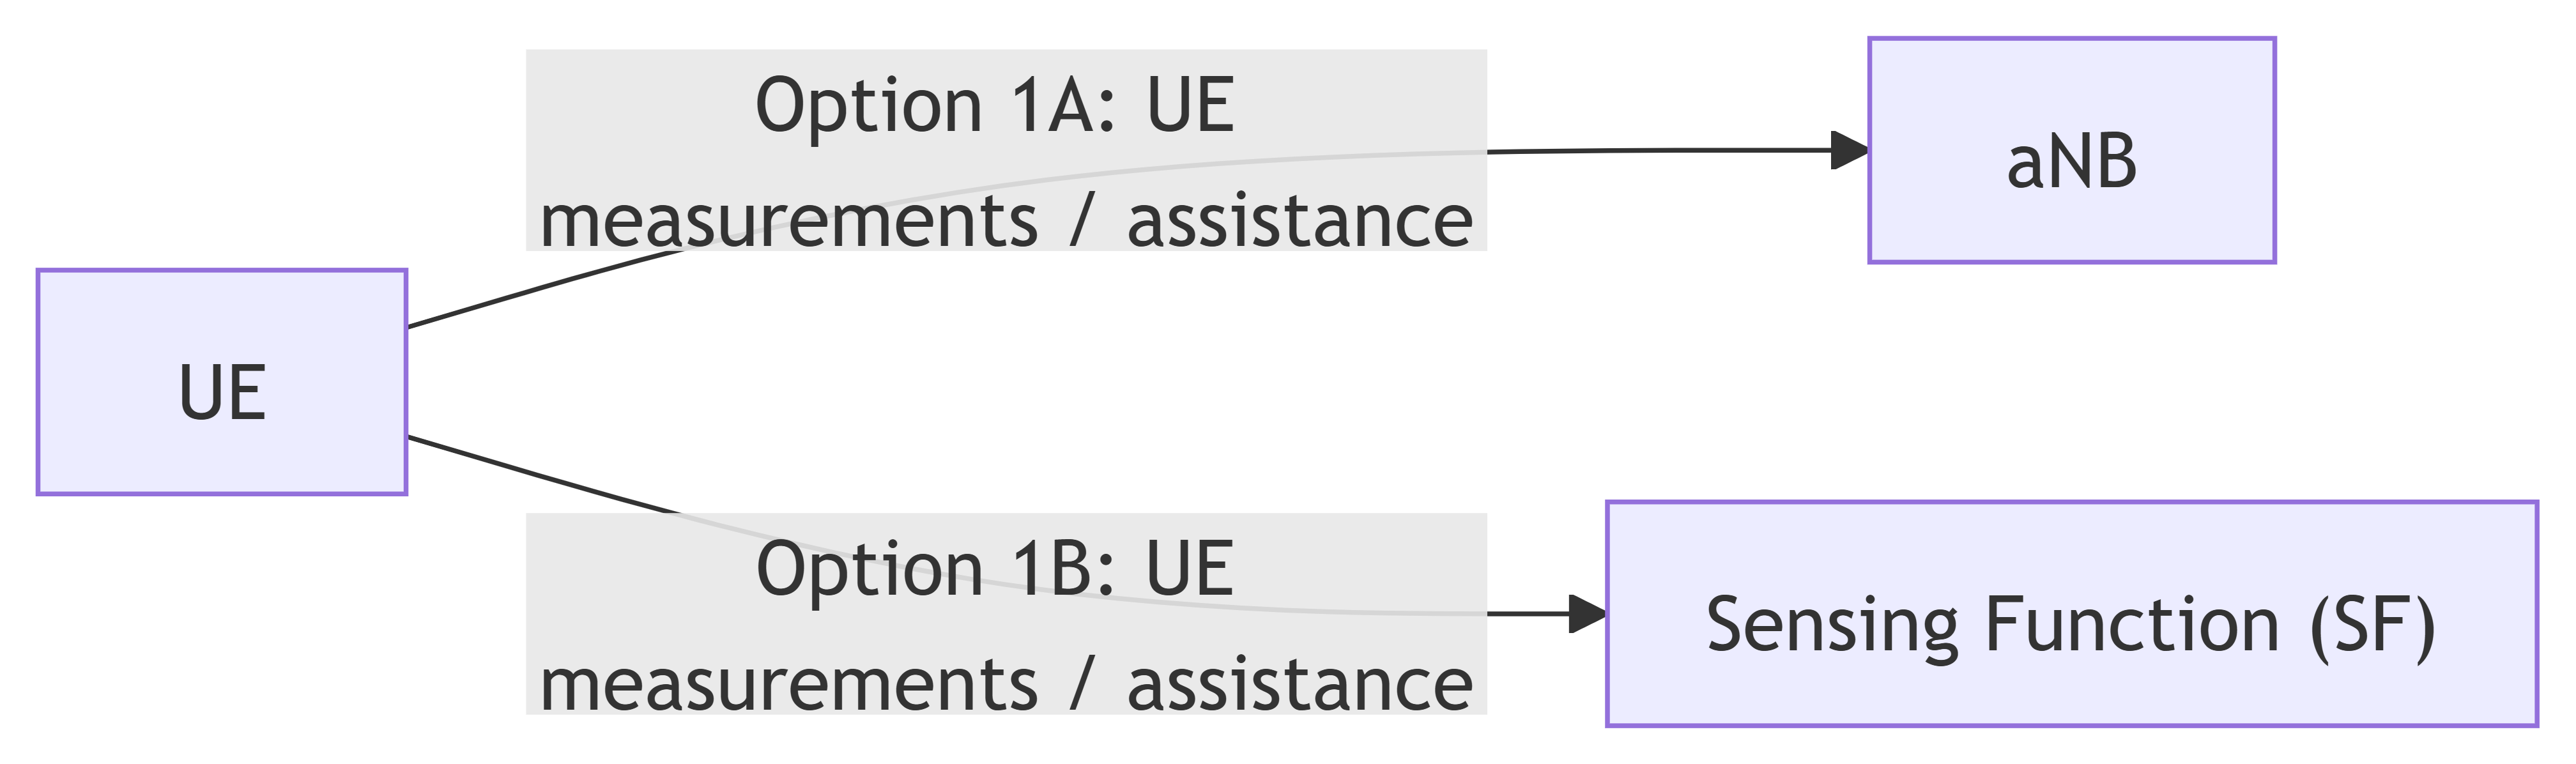 Option 1A: UE
measurements / assistance
aNB
UE
Option 1B: UE
measurements / assistance
Sensing Function (SF)